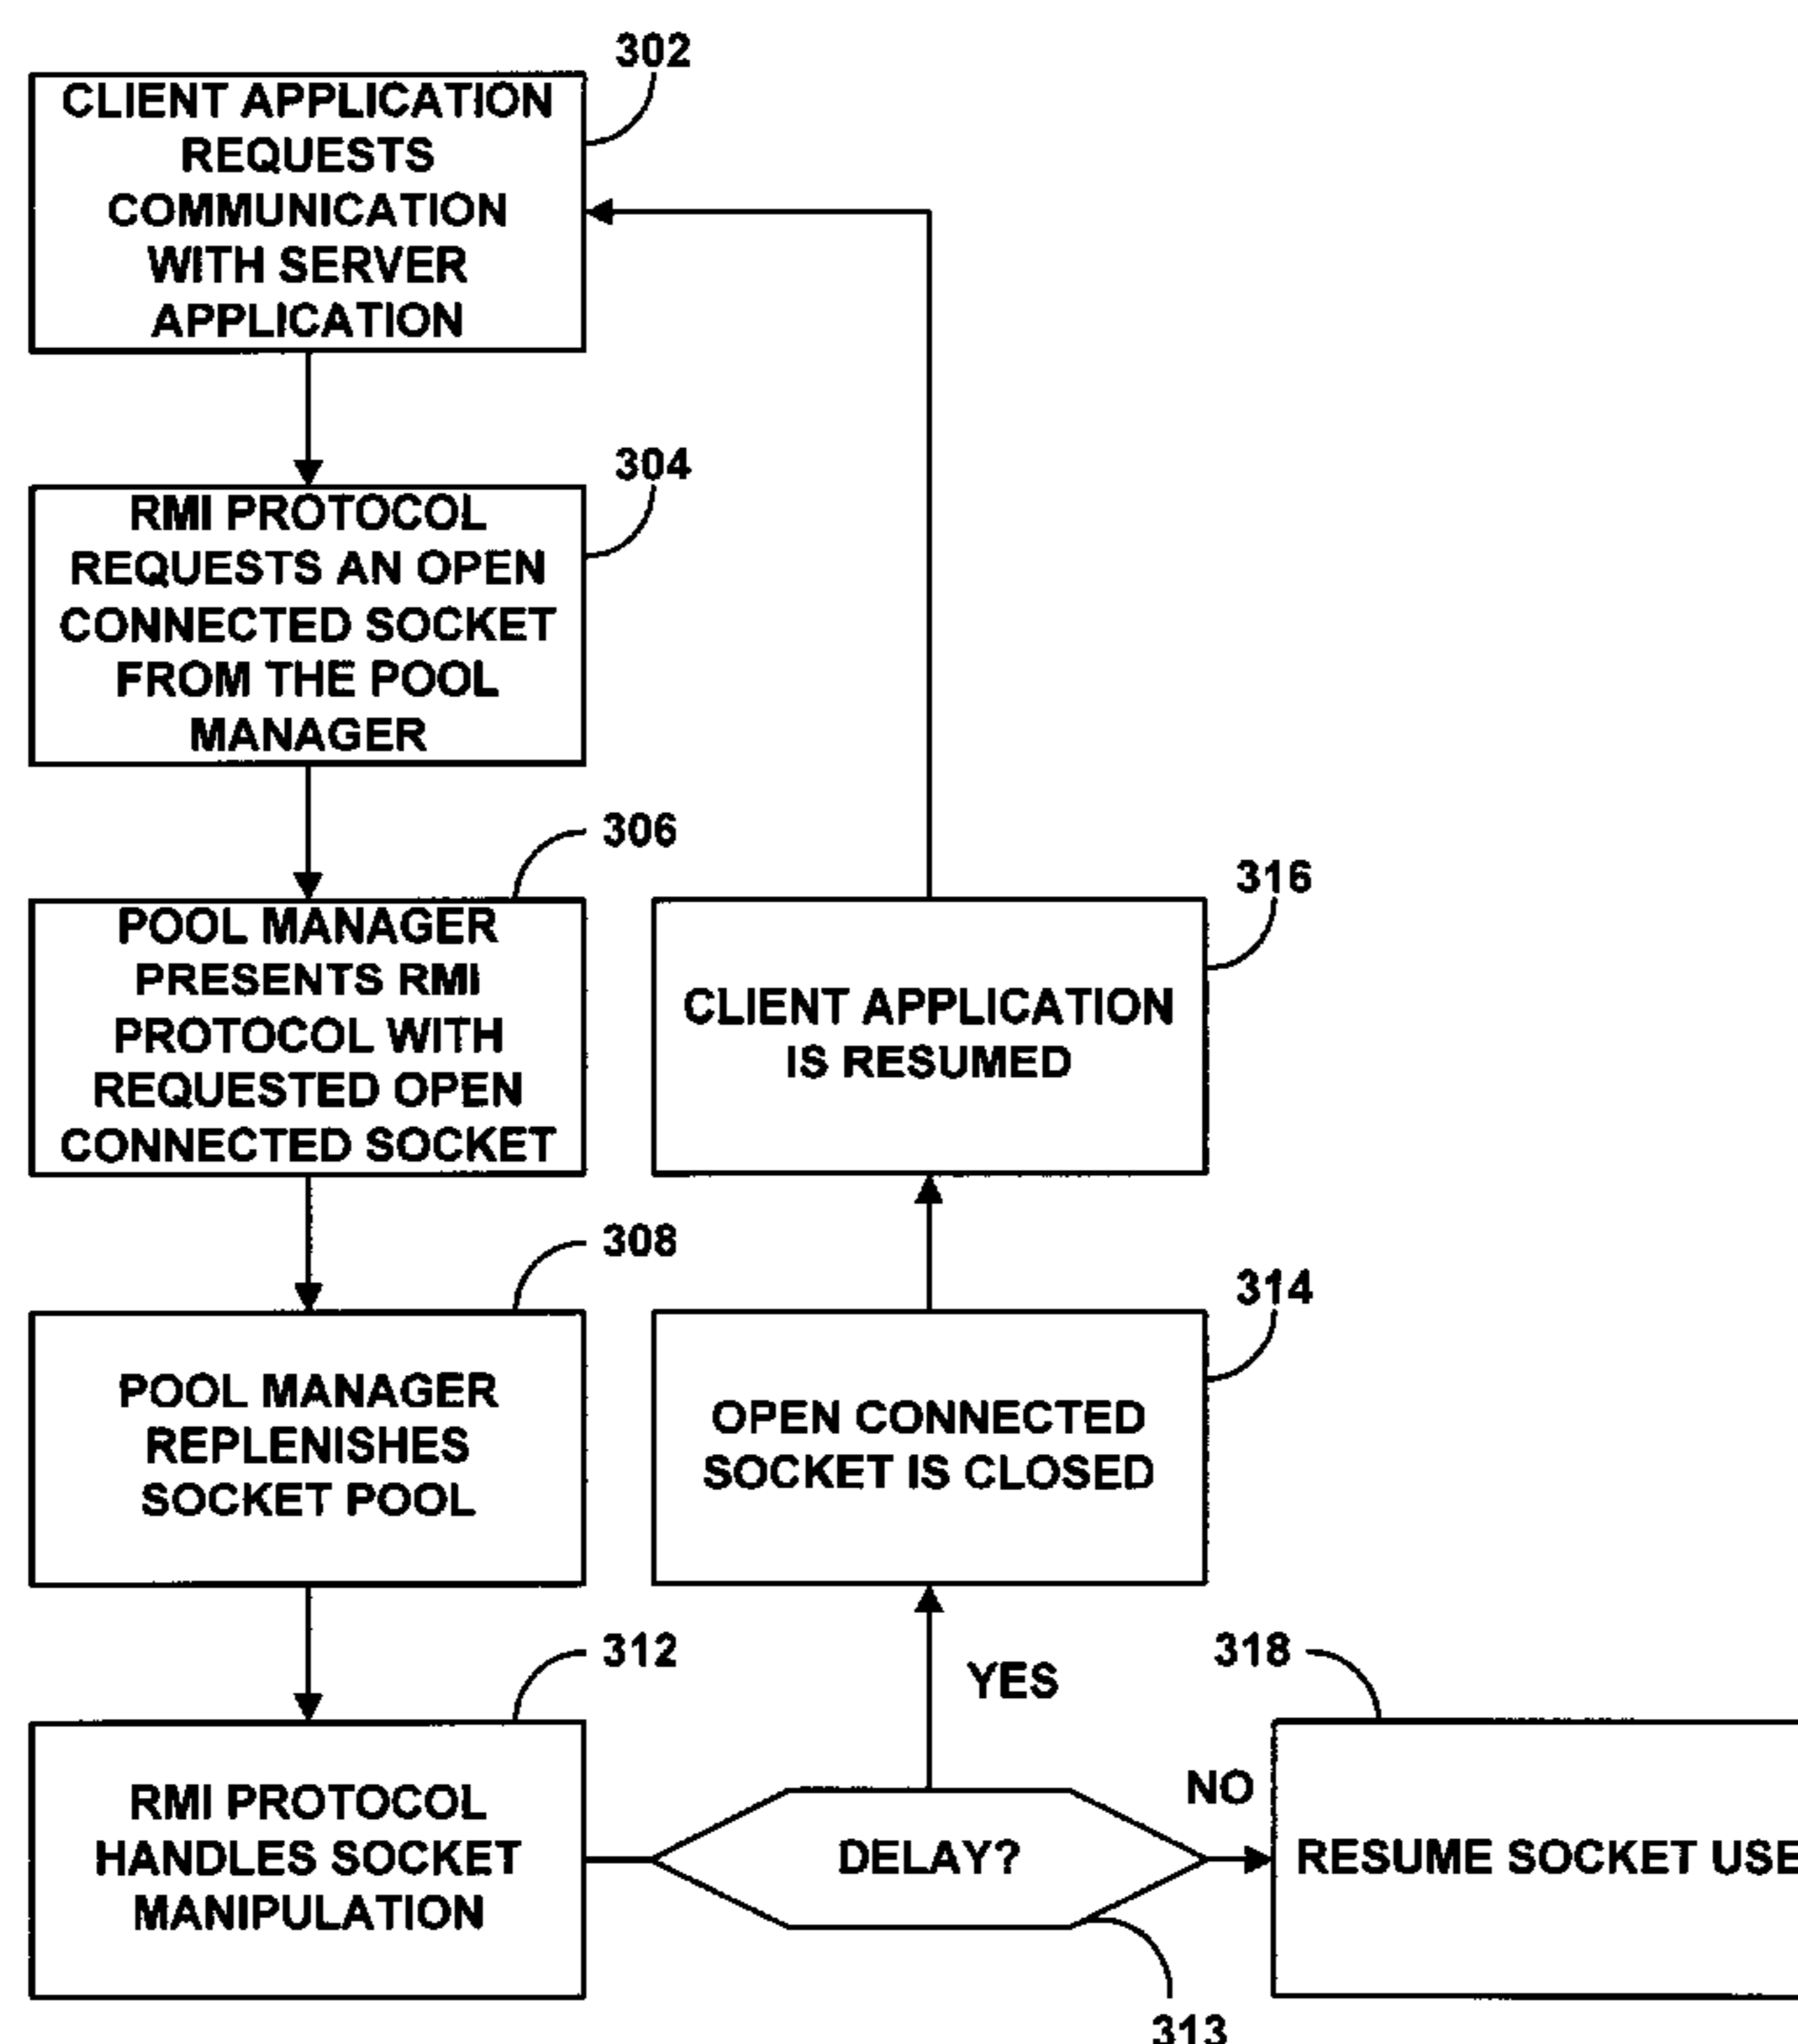 302
CLIENT APPLICATION
REQUESTS
COMMUNICATION
WITH SERVER
APPLICATION
304
RMI PROTOCOL
REQUESTS AN OPEN
CONNECTED SOCKET
FROM THE POOL
MANAGER
306
POOL MANAGER
PRESENTS RMI
PROTOCOL WITH
REQUESTED OPEN
CONNECTED SOCKET
316
CLIENT APPLICATION
IS RESUMED
308
POOL MANAGER
REPLENISHES
SOCKET POOL
314
OPEN CONNECTED
SOCKET IS CLOSED
312
RMI PROTOCOL
HANDLES SOCKET
MANIPULATION
YES
DELAY?
313
NO
318
RESUME SOCKET USE